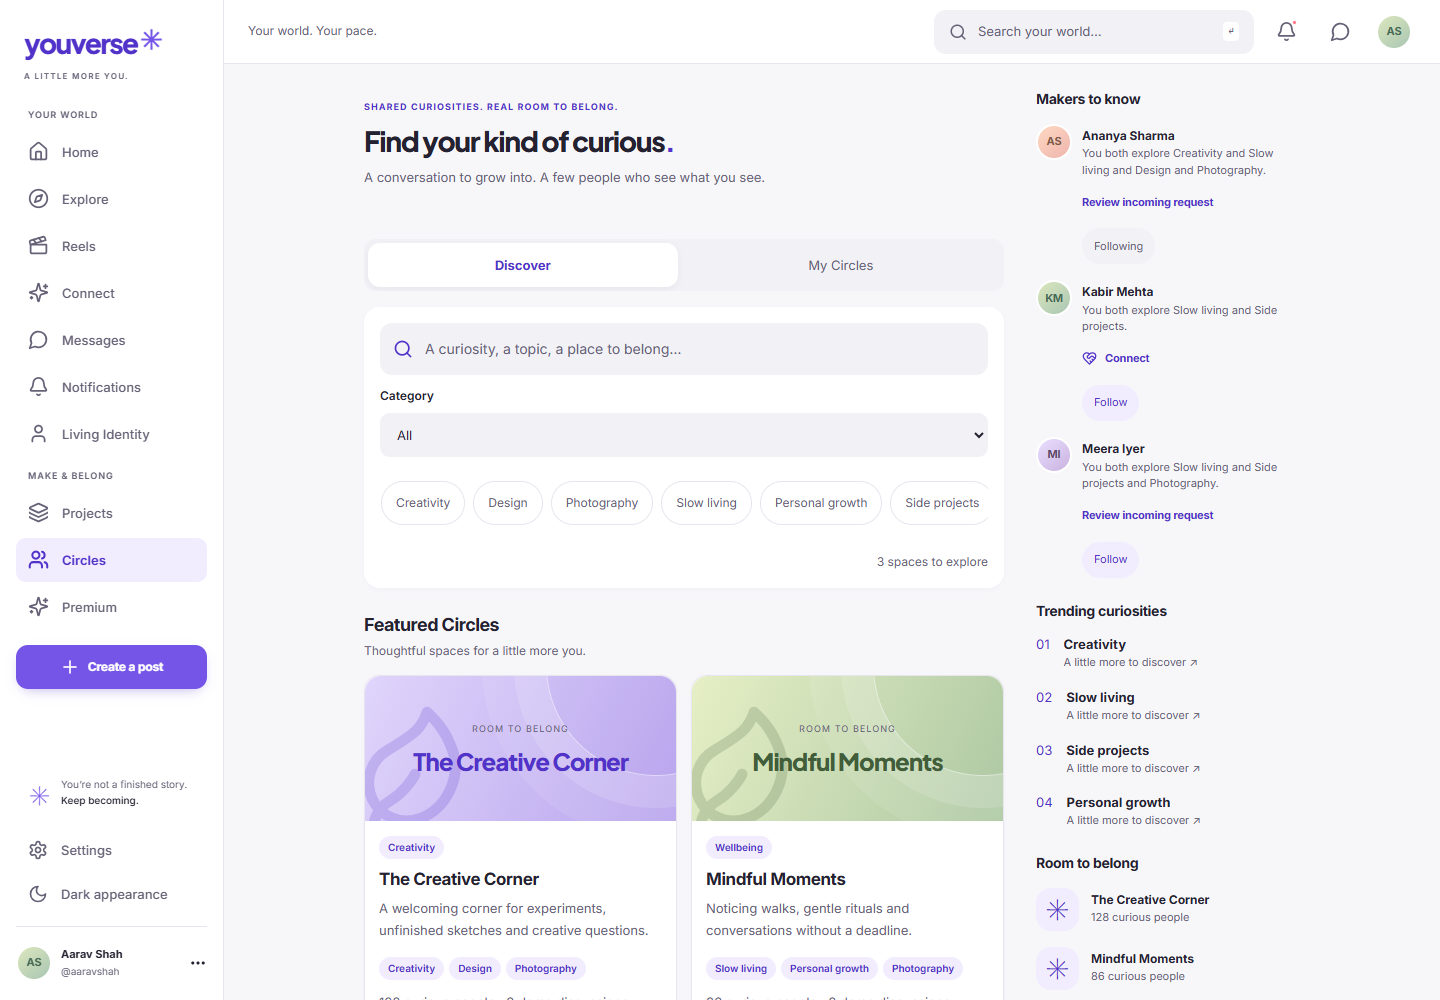 youverse
A LITTLE MORE YOU.
YOUR WORLD
Home
Explore
Reels
Connect
Messages
Notifications
Living Identity
MAKE & BELONG
Projects
Circles
Premium
Create a post
You're not a finished story.
Keep becoming.
Settings
Dark appearance
AS
Aarav Shah
@aaravshah
Your world. Your pace.
Search your world...
AS
SHARED CURIOSITIES. REAL ROOM TO BELONG.
Find your kind of curious.
A conversation to grow into. A few people who see what you see.
Discover
My Circles
A curiosity, a topic, a place to belong...
Category
All
Creativity
Design
Photography
Slow living
Personal growth
Side projects
3 spaces to explore
Featured Circles
Thoughtful spaces for a little more you.
ROOM TO BELONG
The Creative Corner
Creativity
The Creative Corner
A welcoming corner for experiments,
unfinished sketches and creative questions.
Creativity
Design
Photography
ROOM TO BELONG
Mindful Moments
Wellbeing
Mindful Moments
Noticing walks, gentle rituals and
conversations without a deadline.
Slow living
Personal growth
Photography
Makers to know
AS
Ananya Sharma
You both explore Creativity and Slow
living and Design and Photography.
Review incoming request
Following
KM
Kabir Mehta
You both explore Slow living and Side
projects.
Connect
Follow
MI
Meera Iyer
You both explore Slow living and Side
projects and Photography.
Review incoming request
Follow
Trending curiosities
01 Creativity
A little more to discover ↗
02 Slow living
A little more to discover ↗
03 Side projects
A little more to discover ↗
04 Personal growth
A little more to discover ↗
Room to belong
The Creative Corner
128 curious people
Mindful Moments
86 curious people